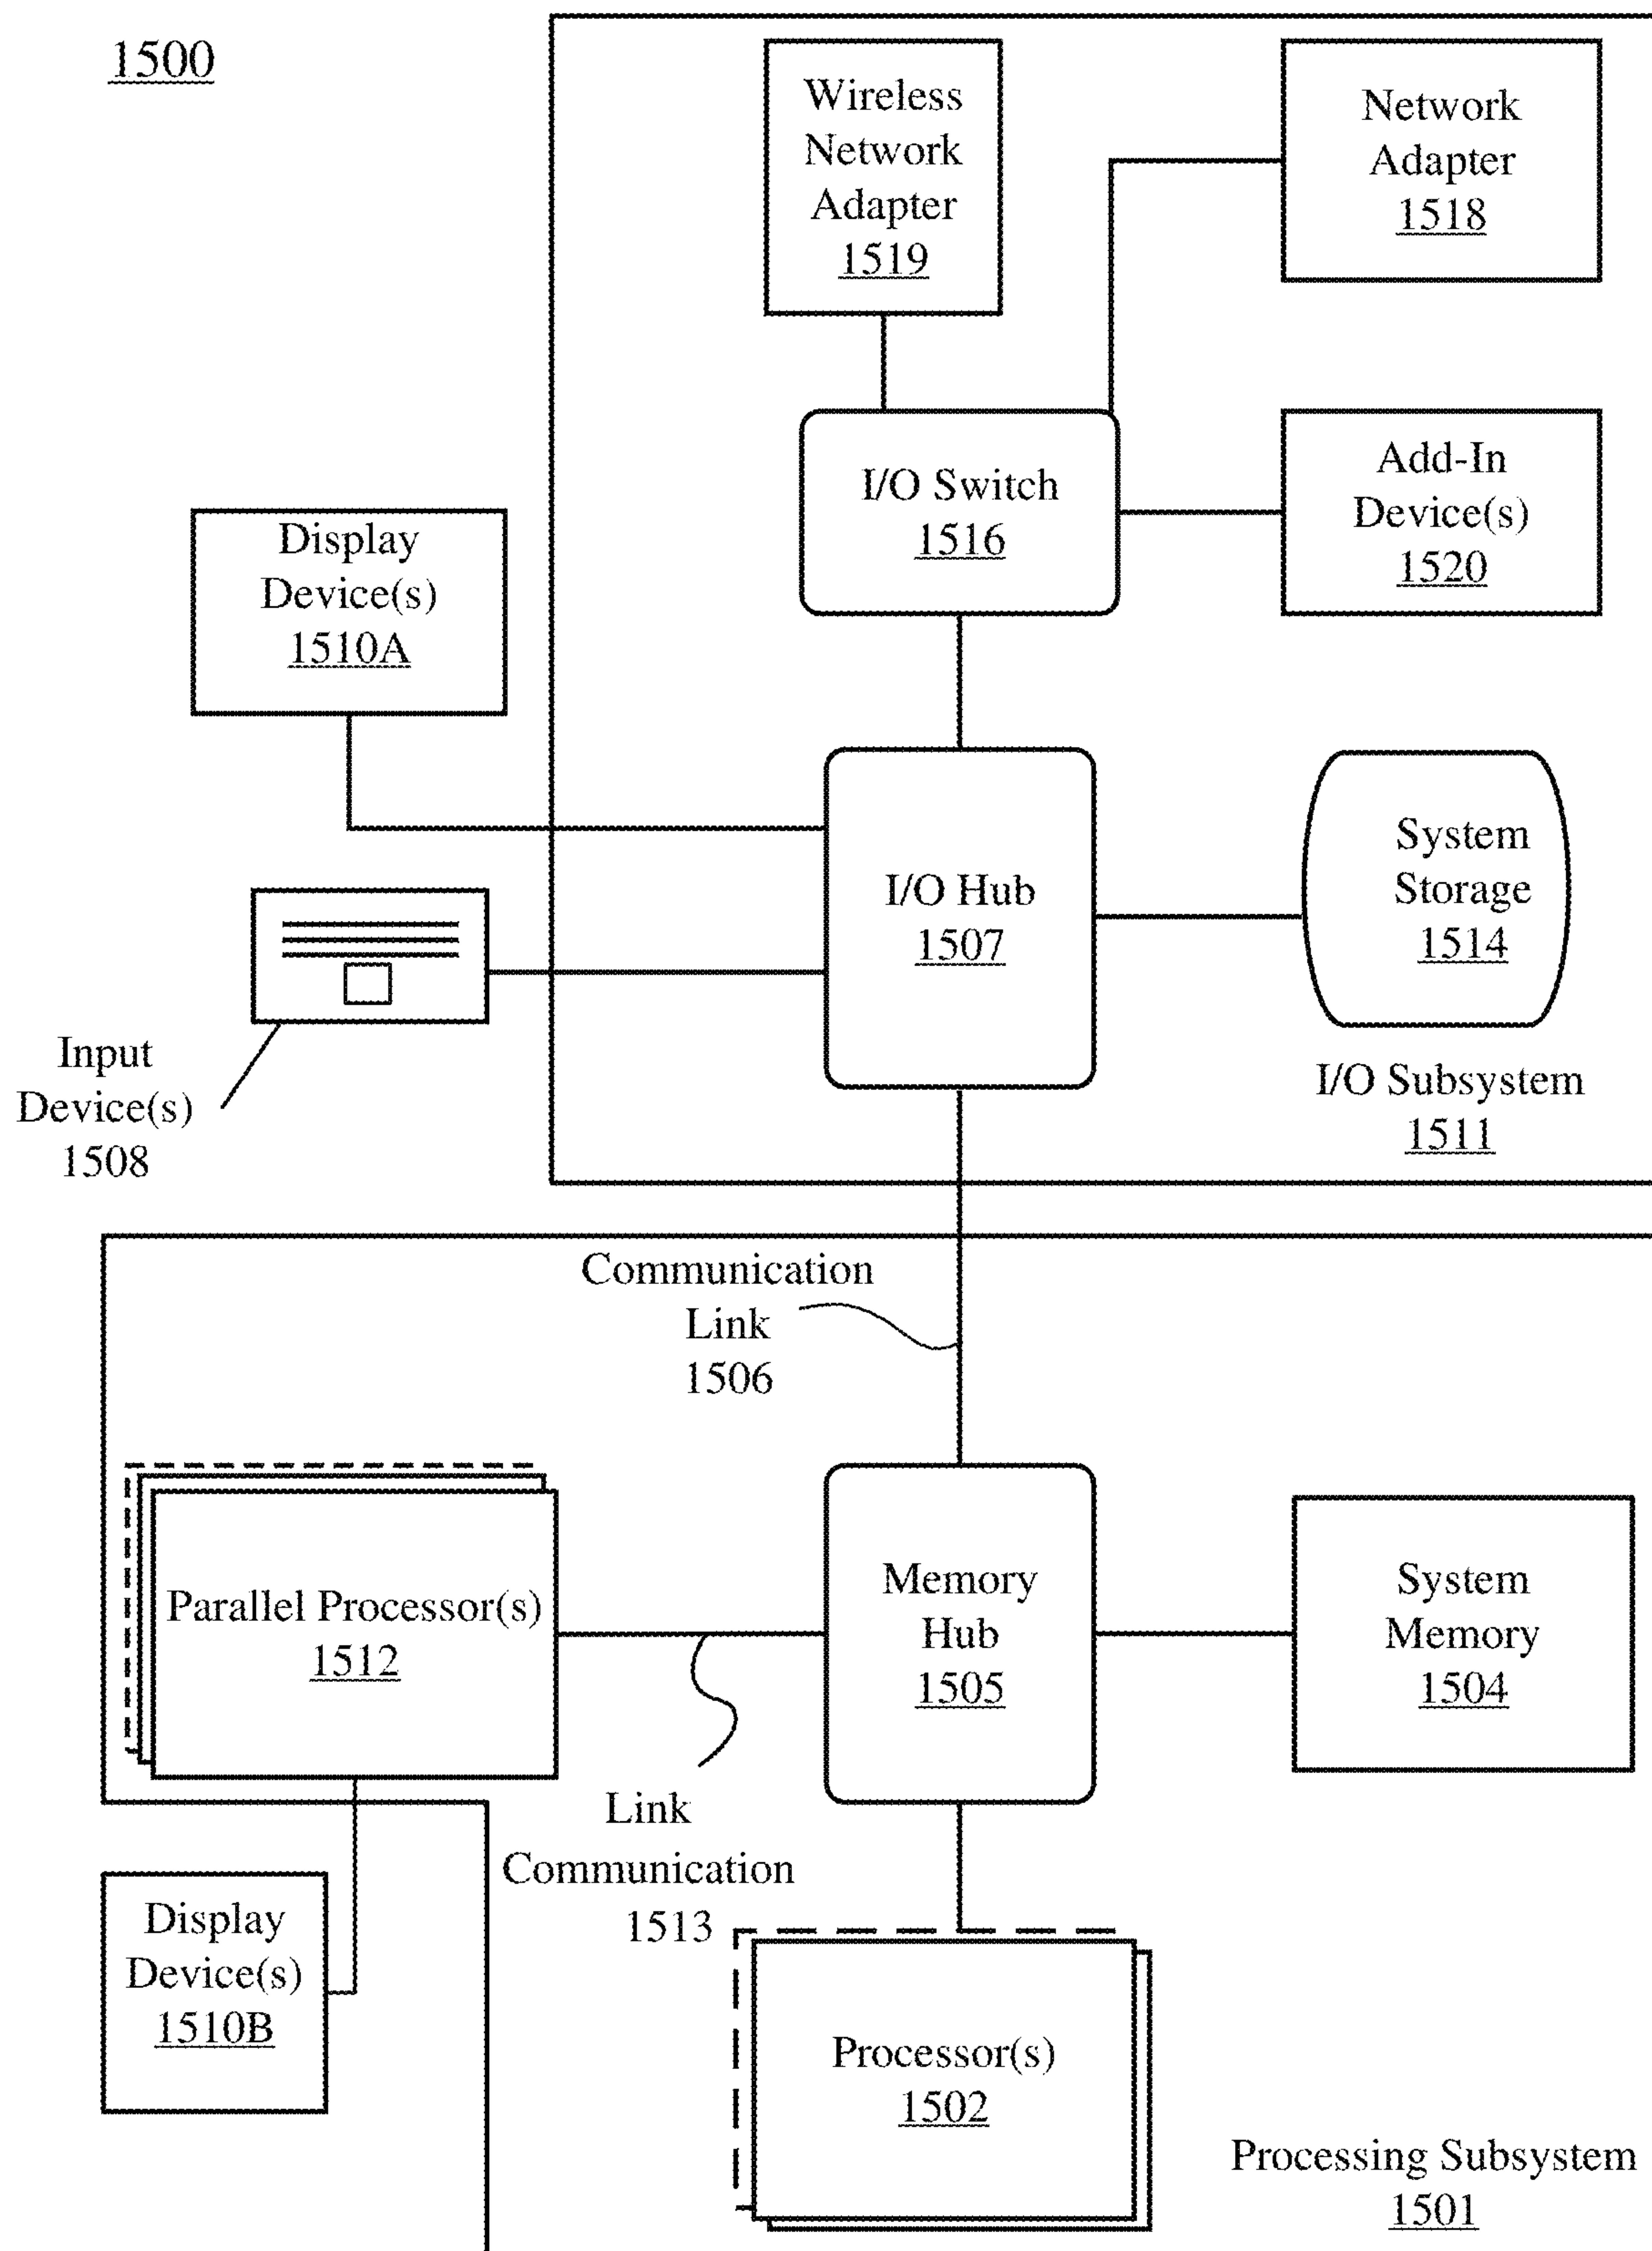 1500
Wireless
Network
Adapter
1519
Network
Adapter
1518
I/O Switch
1516
Add-In
Device(s)
1520
Display
Device(s)
1510A
I/O Hub
1507
System
Storage
1514
Input
Device(s)
1508
I/O Subsystem
1511
Communication
Link
1506
Parallel Processor(s)
1512
Memory
Hub
1505
System
Memory
1504
Link
Communication
1513
Display
Device(s)
1510B
Processor(s)
1502
Processing Subsystem
1501